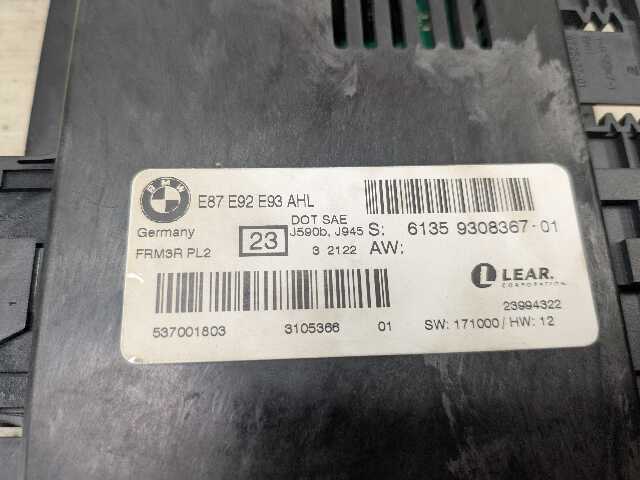 BMW
E87 E92 E93 AHL
Germany
FRM3R PL2
23
DOT SAE
J590b, J945
3 2122
S: 6135 9308367-01
AW:
LEAR.
CORPORATION
23994322
537001803 3105366 01
SW: 171000 / HW: 12